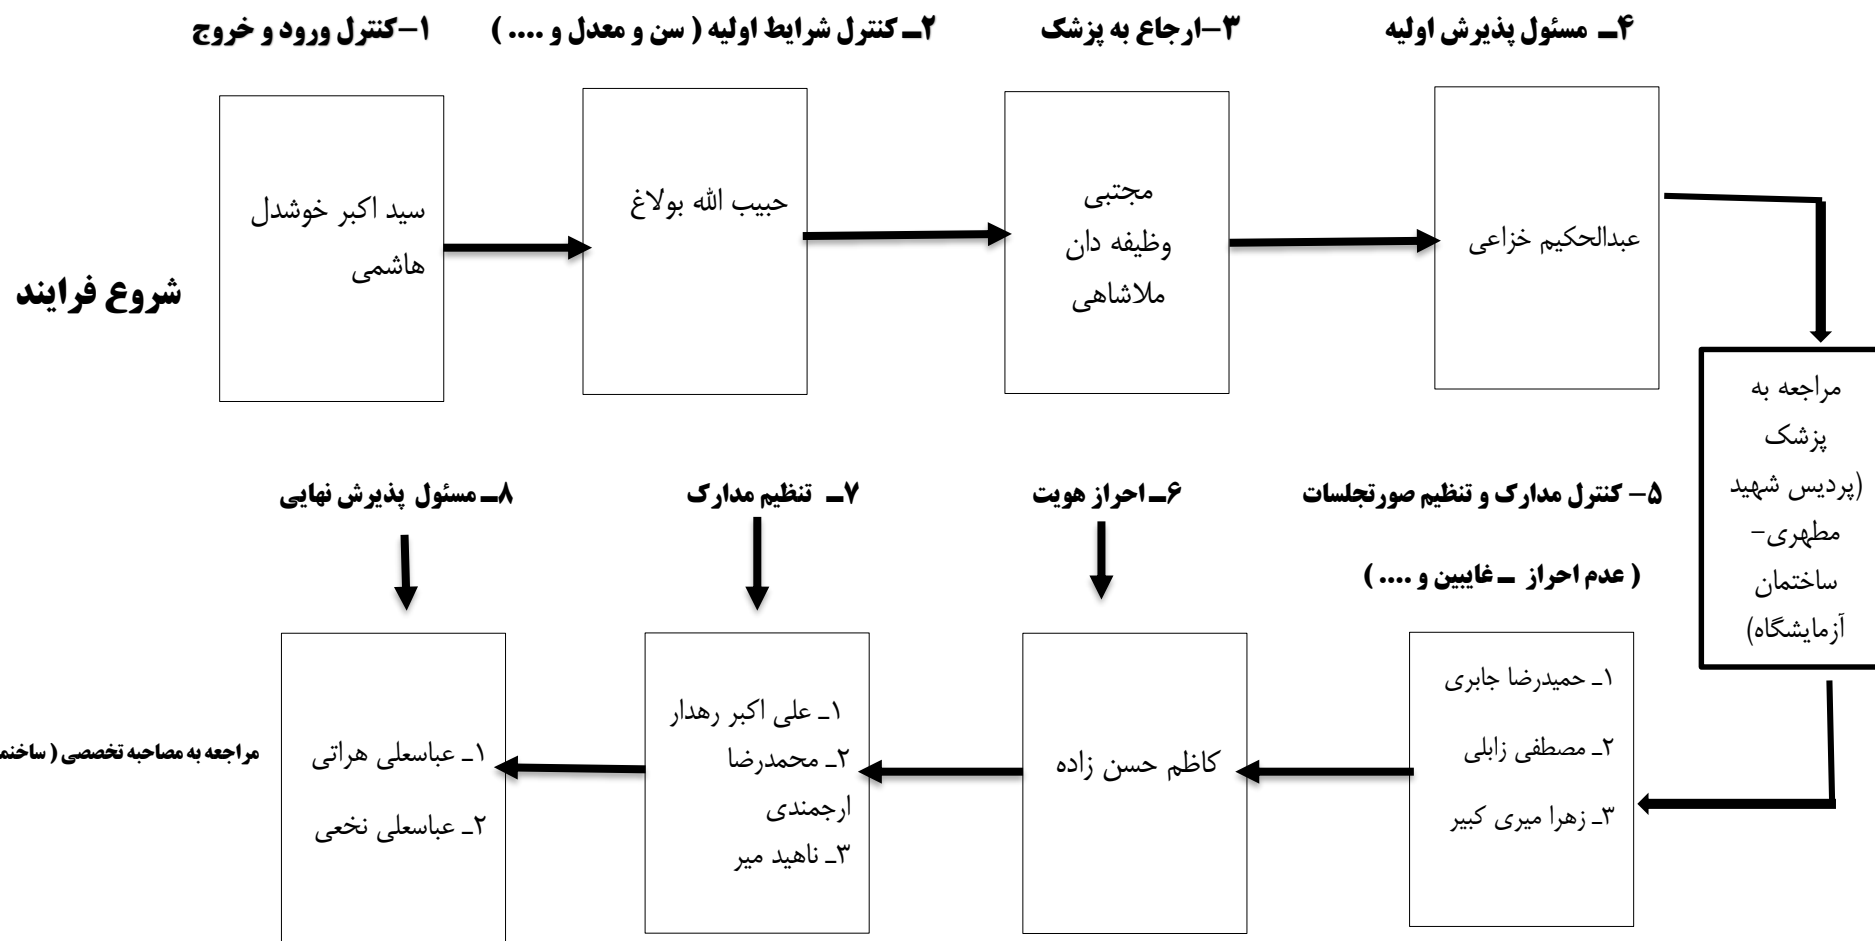 ۱-کنترل ورود و خروج
۲ـ کنترل شرایط اولیه ( سن و معدل و .... )
۳-ارجاع به پزشک
۴ـ مسئول پذیرش اولیه
شروع فرایند
سید اکبر خوشدل
هاشمی
حبیب الله بولاغ
مجتبی
وظیفه دان
ملاشاهی
عبدالحکیم خزاعی
مراجعه به
پزشک
(پردیس شهید
مطهری-
ساختمان
آزمایشگاه)
۵- کنترل مدارک و تنظیم صورتجلسات
( عدم احراز ـ غایبین و .... )
۶ـ احراز هویت
۷ـ تنظیم مدارک
۸ـ مسئول پذیرش نهایی
۱ـ حمیدرضا جابری
۲ـ مصطفی زابلی
۳ـ زهرا میری کبیر
کاظم حسن زاده
۱ـ علی اکبر رهدار
۲ـ محمدرضا
ارجمندی
۳ـ ناهید میر
۱ـ عباسعلی هراتی
۲ـ عباسعلی نخعی
مراجعه به مصاحبه تخصصی (